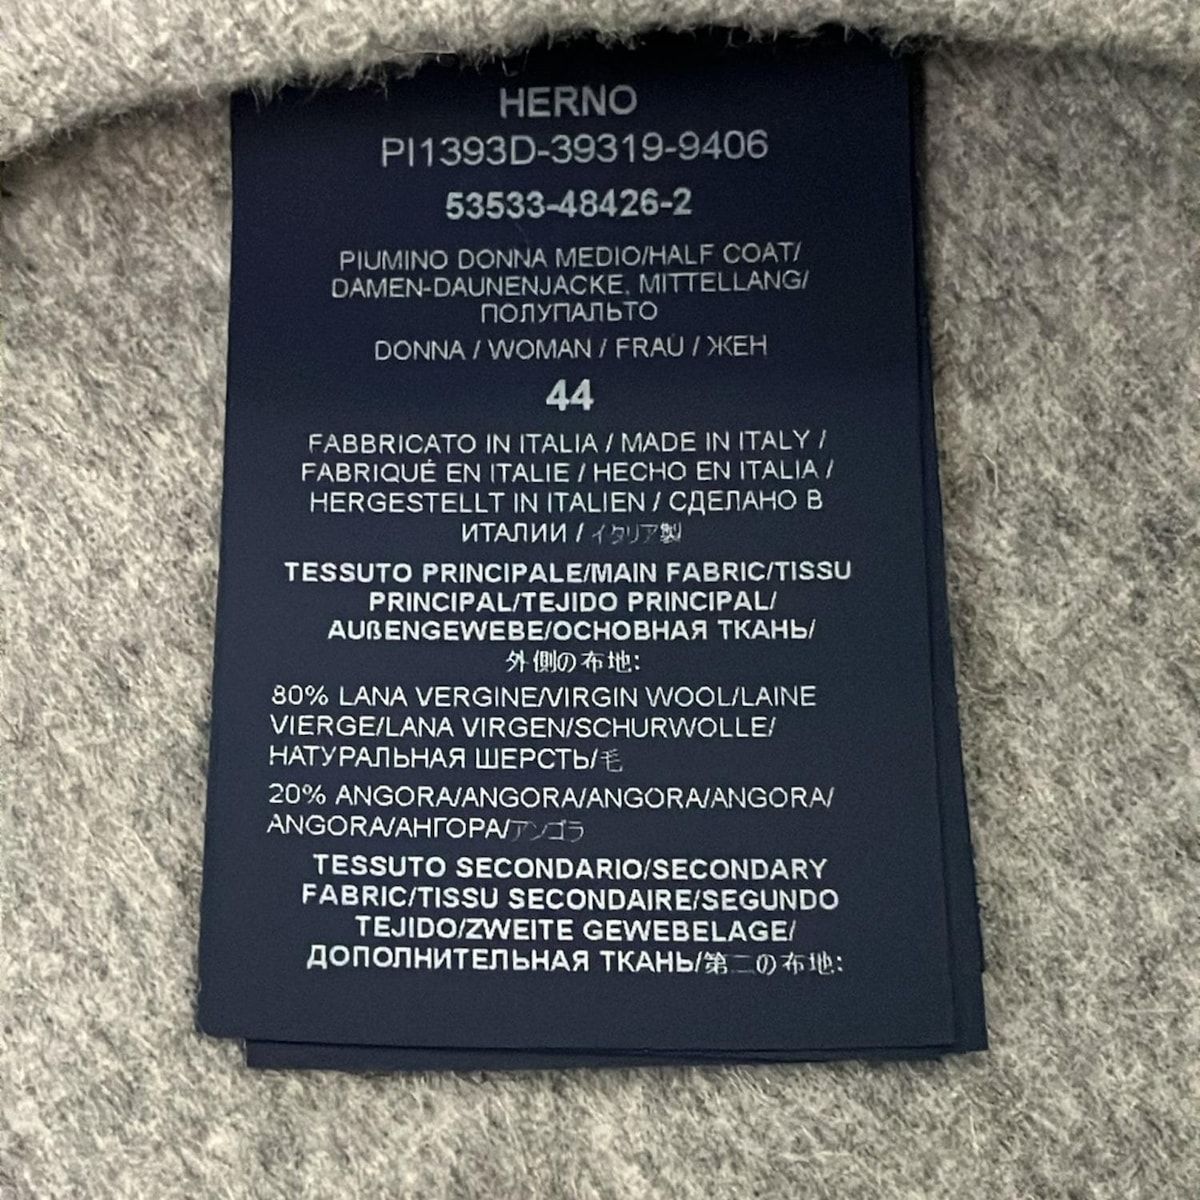 HERNO
PI1393D-39319-9406
53533-48426-2
PIUMINO DONNA MEDIO/HALF COAT/
DAMEN-DAUNENJACKE, MITTELLANG/
ПОЛУПАЛЬТО
DONNA / WOMAN / FRAU / ЖЕН
44
FABBRICATO IN ITALIA / MADE IN ITALY /
FABRIQUÉ EN ITALIE / HECHO EN ITALIA /
HERGESTELLT IN ITALIEN / СДЕЛАНО В
ИТАЛИИ / イタリア製
TESSUTO PRINCIPALE/MAIN FABRIC/TISSU
PRINCIPAL/TEJIDO PRINCIPAL/
AUßENGEWEBE/ОСНОВНАЯ ТКАНЬ/
外側の布地:
80% LANA VERGINE/VIRGIN WOOL/LAINE
VIERGE/LANA VIRGEN/SCHURWOLLE/
НАТУРАЛЬНАЯ ШЕРСТЬ/毛
20% ANGORA/ANGORA/ANGORA/ANGORA/
ANGORA/АНГОРА/アンゴラ
TESSUTO SECONDARIO/SECONDARY
FABRIC/TISSU SECONDAIRE/SEGUNDO
TEJIDO/ZWEITE GEWEBELAGE/
ДОПОЛНИТЕЛЬНАЯ ТКАНЬ/第二の布地: